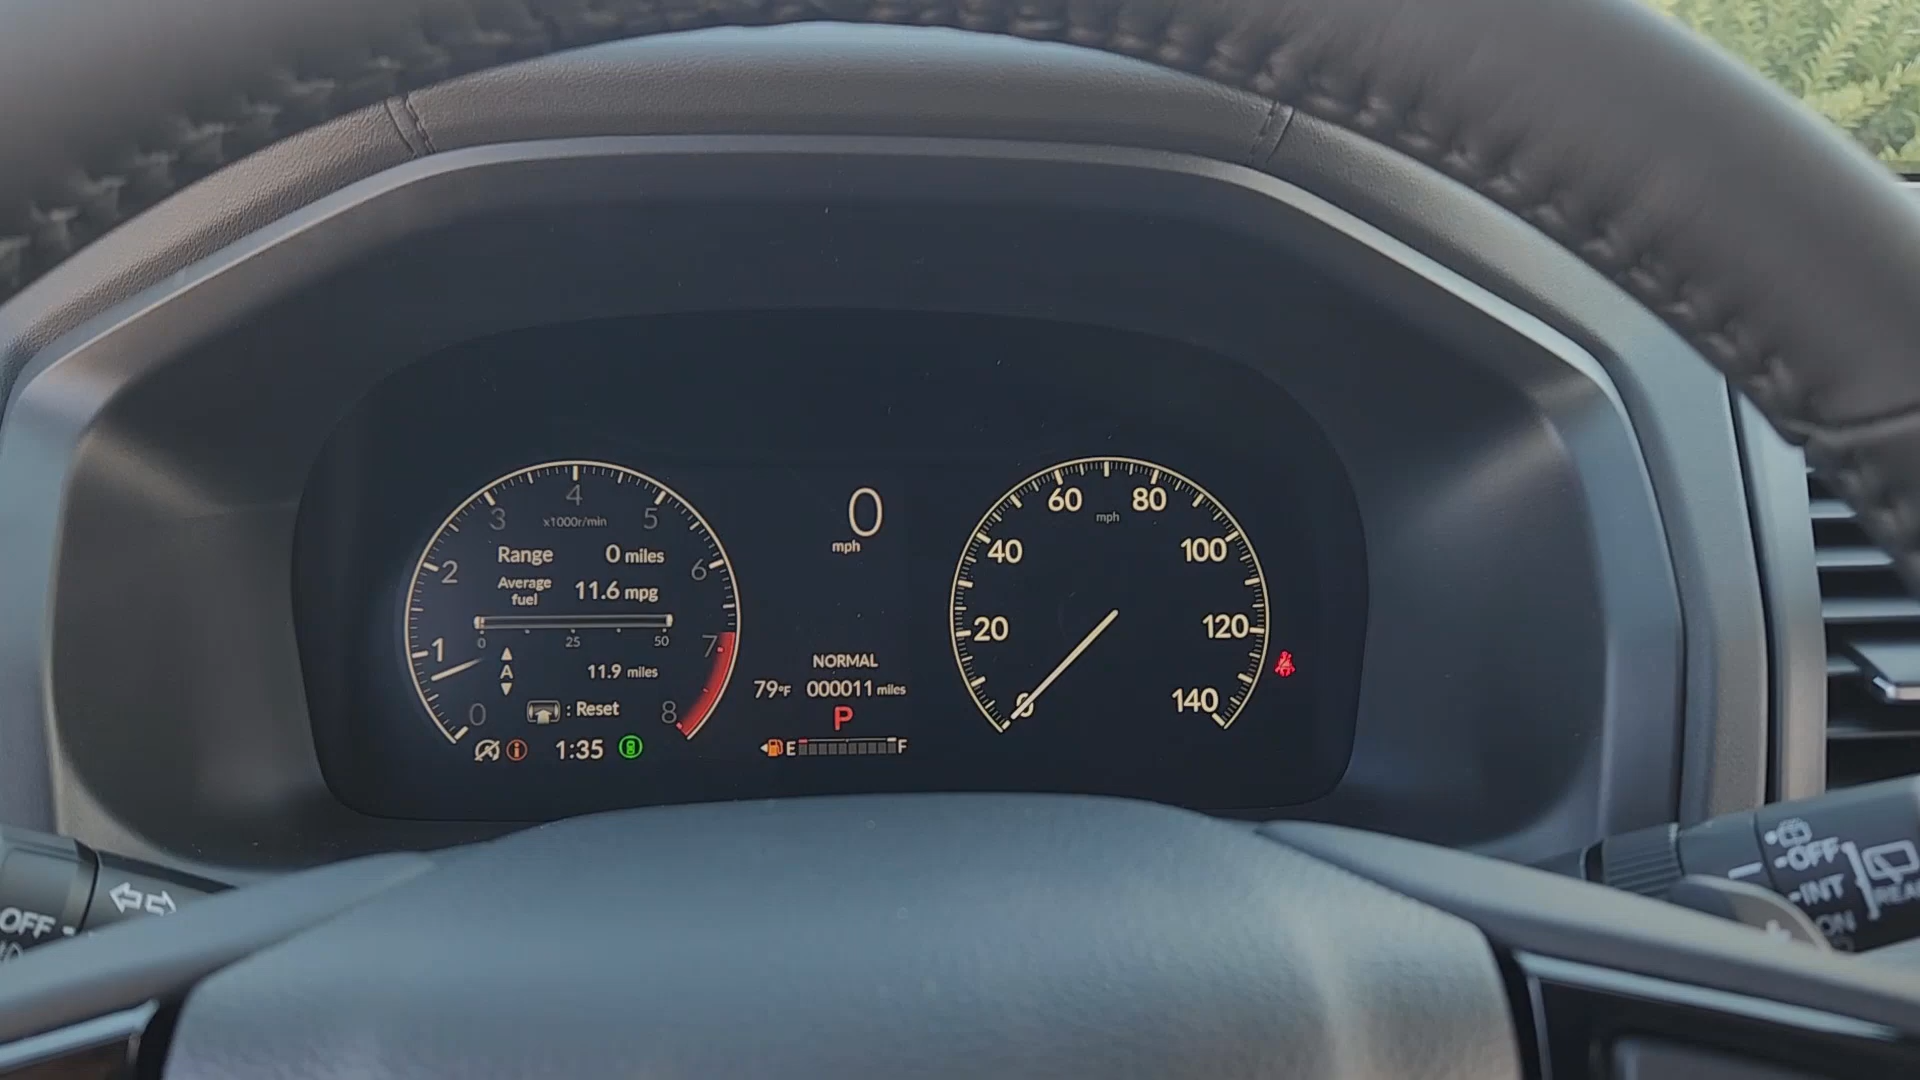 4
3 5
x1000r/min
Range 0 miles
2 6
Average
fuel 11.6 mpg
0 25 50
1 7
A 11.9 miles
: Reset
0 8
1:35
0
mph
NORMAL
79°F 000011 miles
P
E F
60 80
mph
40 100
20 120
0 140
OFF
OFF
INT
ON